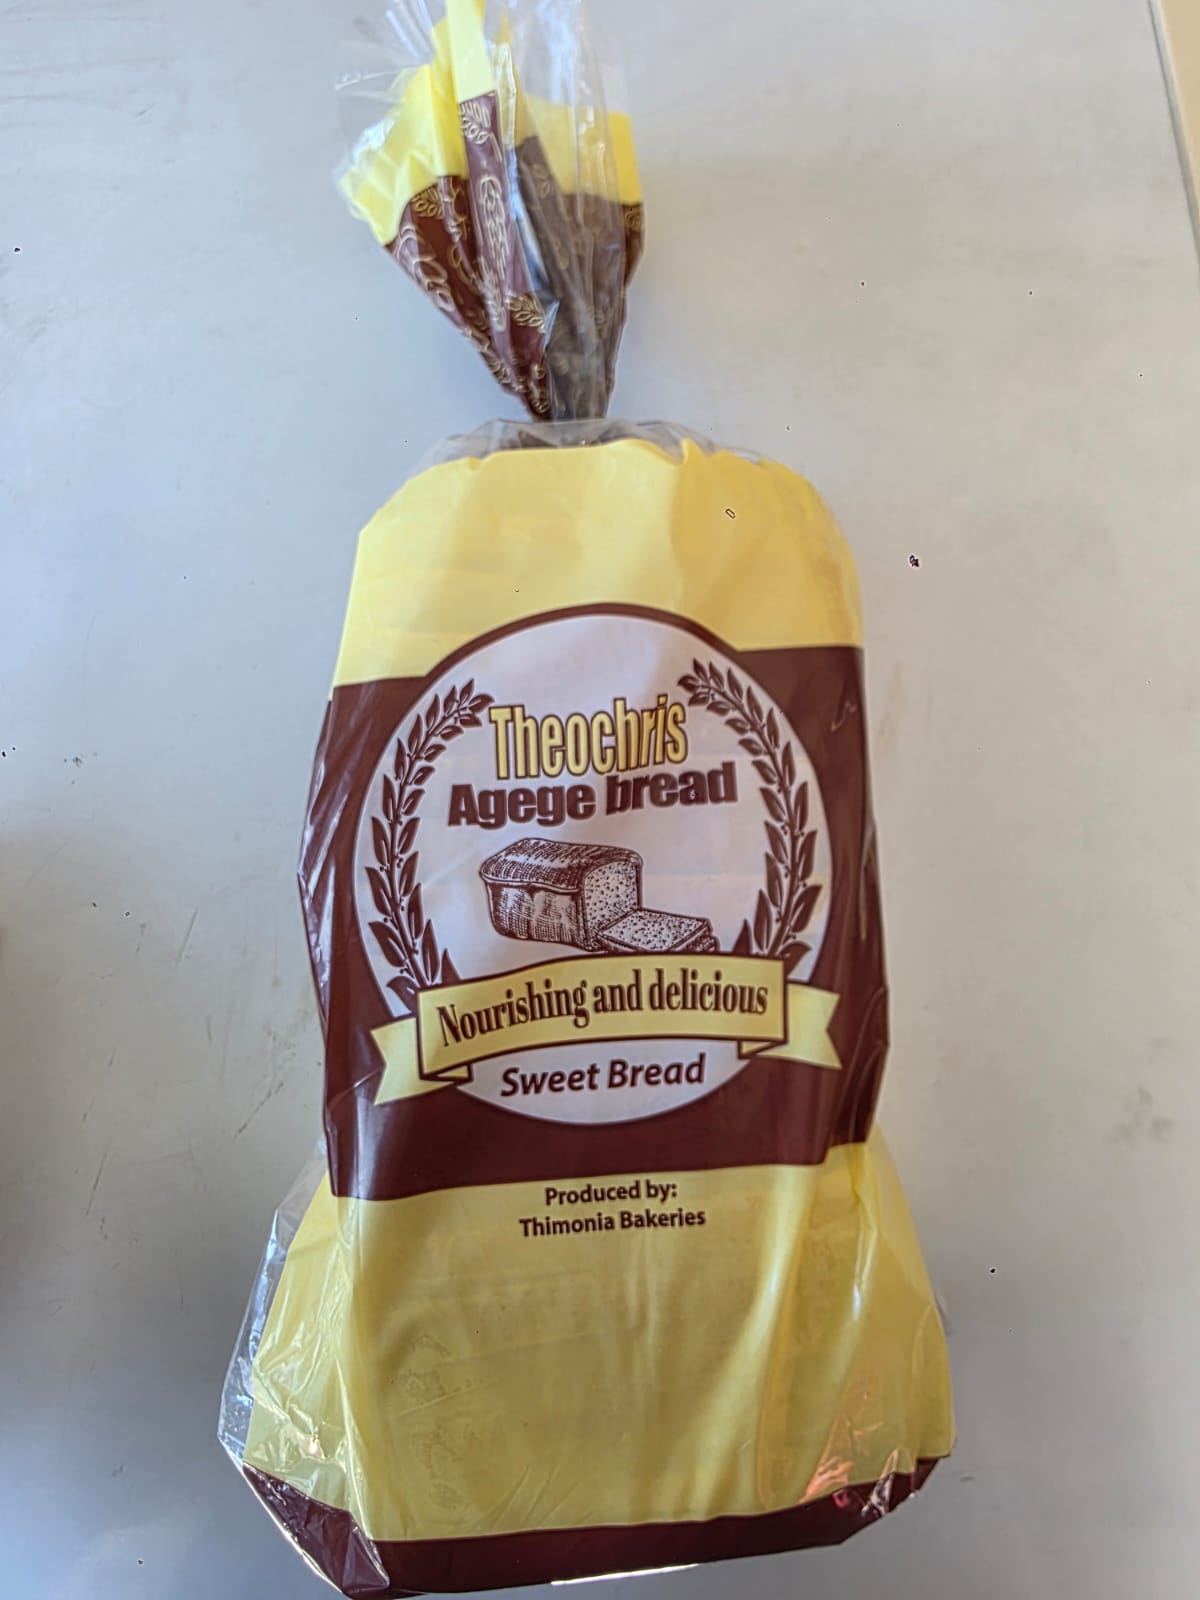 Theochris
Agege bread
Nourishing and delicious
Sweet Bread
Produced by:
Thimonia Bakeries